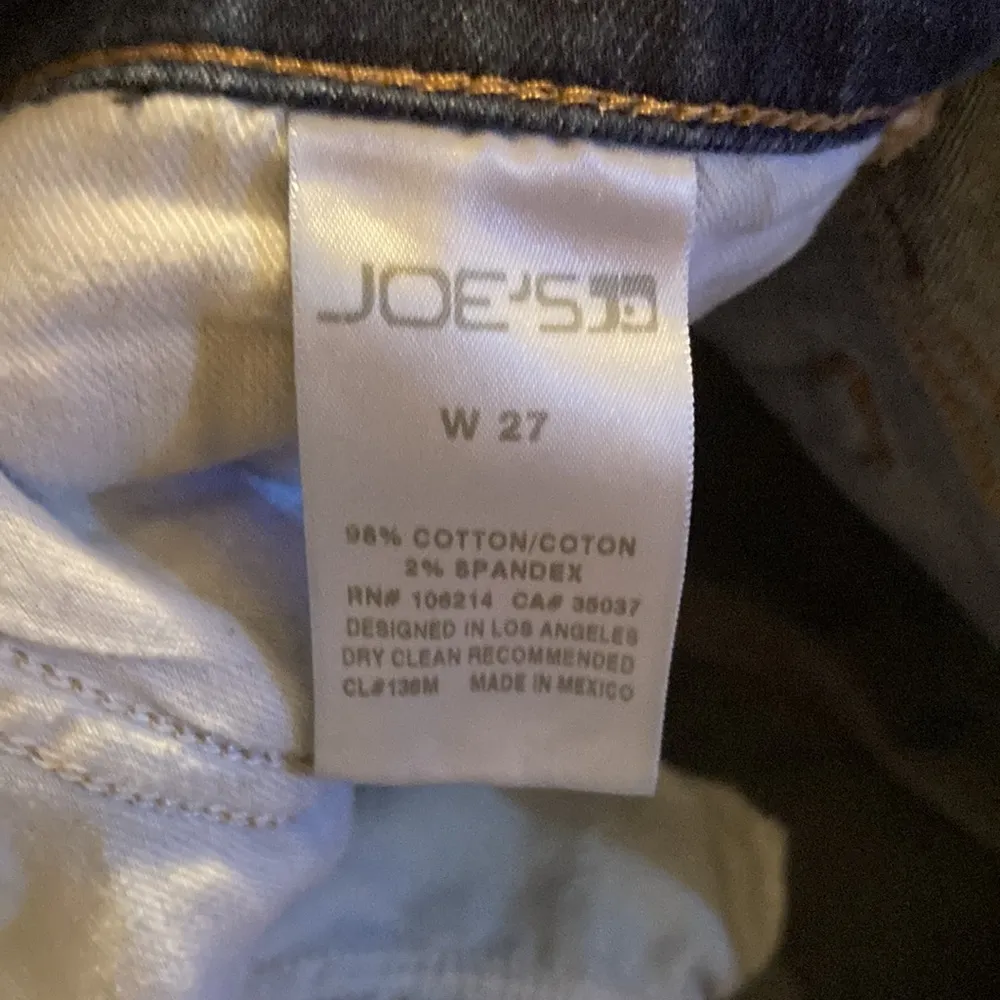 JOE'S
W 27
98% COTTON/COTON
2% SPANDEX
RN# 106214 CA# 35037
DESIGNED IN LOS ANGELES
DRY CLEAN RECOMMENDED
CL#136M MADE IN MEXICO